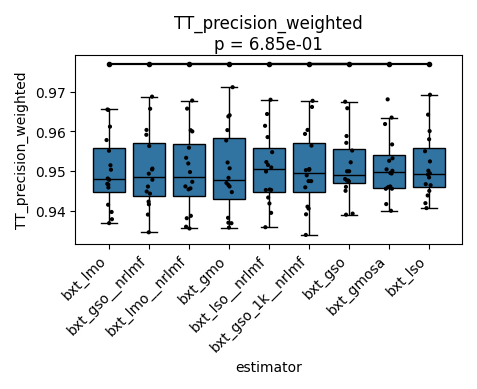 TT_precision_weighted
p = 6.85e-01
TT_precision_weighted
0.97
0.96
0.95
0.94
bxt_lmo
bxt_gso__nrlmf
bxt_lmo__nrlmf
bxt_gmo
bxt_lso__nrlmf
bxt_gso_1k__nrlmf
bxt_gso
bxt_gmosa
bxt_lso
estimator